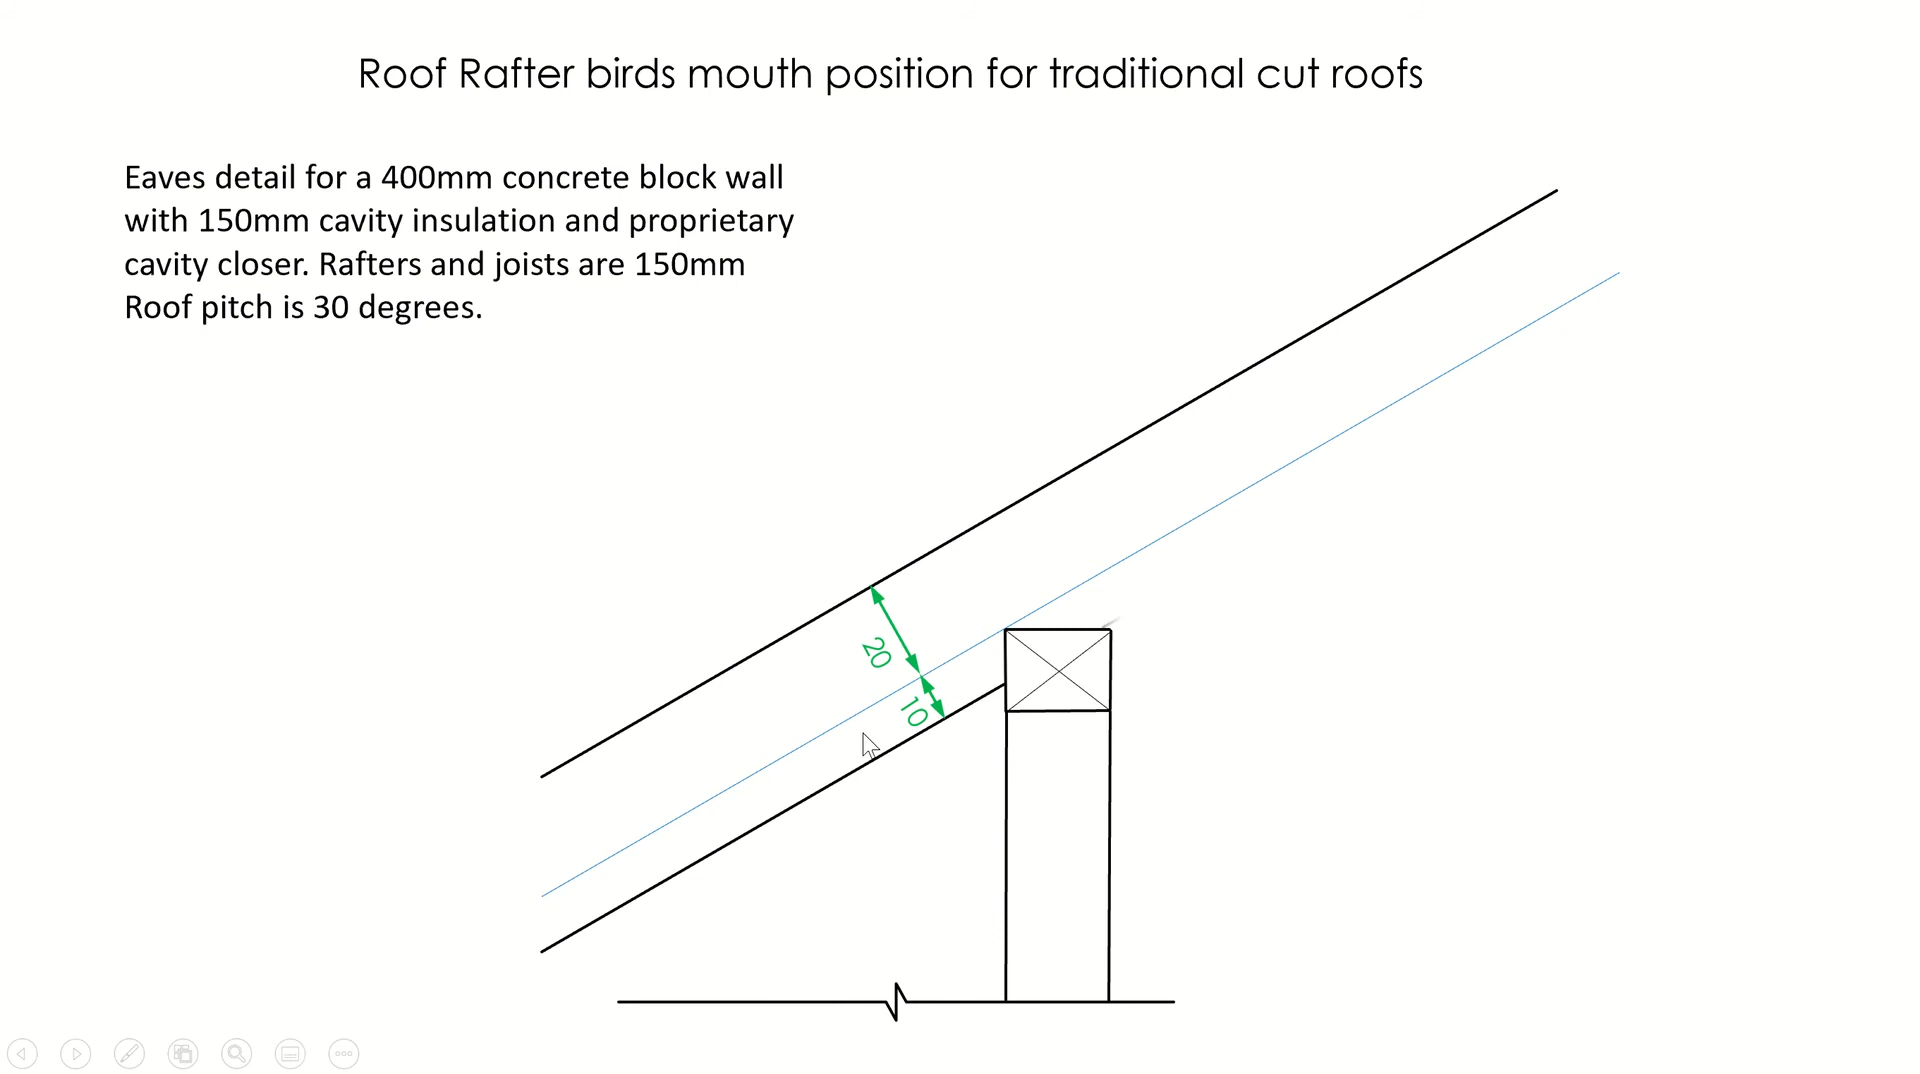 Roof Rafter birds mouth position for traditional cut roofs
Eaves detail for a 400mm concrete block wall
with 150mm cavity insulation and proprietary
cavity closer. Rafters and joists are 150mm
Roof pitch is 30 degrees.
20
10